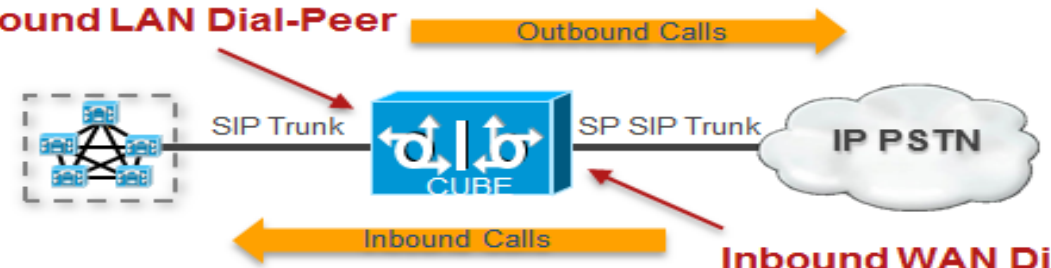 ound LAN Dial-Peer
Outbound Calls
SIP Trunk
SP SIP Trunk
IP PSTN
CUBE
Inbound Calls
Inbound WAN Di